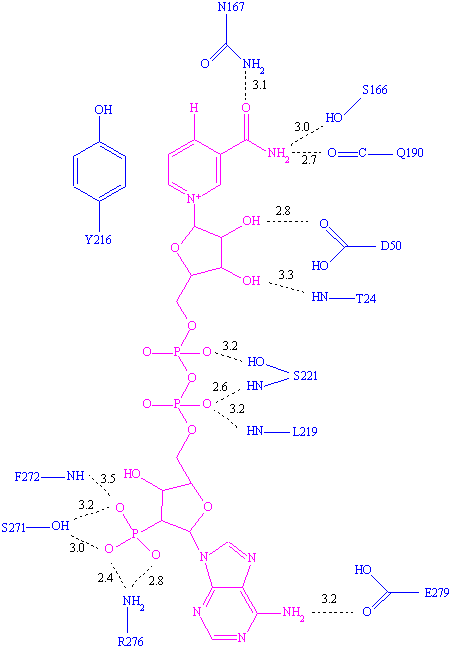 N167
O NH2
3.1
S166
OH
H O 3.0 HO
NH2 2.7 O C Q190
N+
Y216
2.8 O
OH D50
O HO
OH 3.3
HN T24
O
O P O 3.2 HO
O 2.6 HN S221
O P O 3.2
O HN L219
F272 NH 3.5 HO
3.2 O O
S271 OH P
3.0 O O N N HO
2.4 2.8 E279
NH2 N N NH2 3.2 O
R276